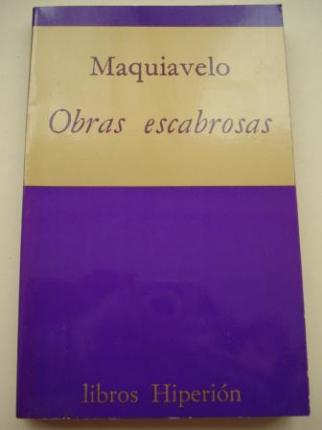 Maquiavelo
Obras escabrosas
libros Hiperión